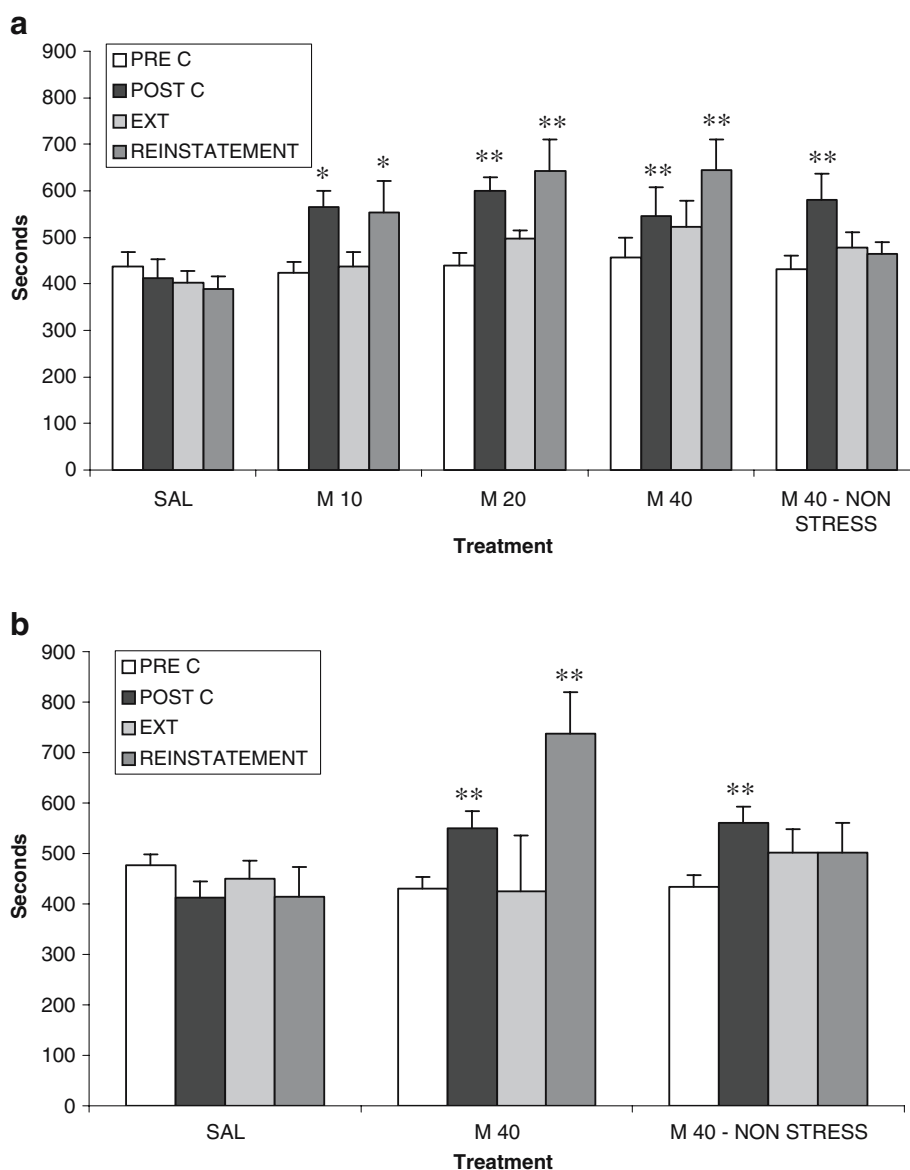 a
900
800
700
600
500
400
300
200
100
0
Seconds
PRE C
POST C
EXT
REINSTATEMENT
* * ** ** ** ** **
SAL M 10 M 20 M 40 M 40 - NON
STRESS
Treatment
b
900
800
700
600
500
400
300
200
100
0
Seconds
PRE C
POST C
EXT
REINSTATEMENT
** ** **
SAL M 40 M 40 - NON STRESS
Treatment